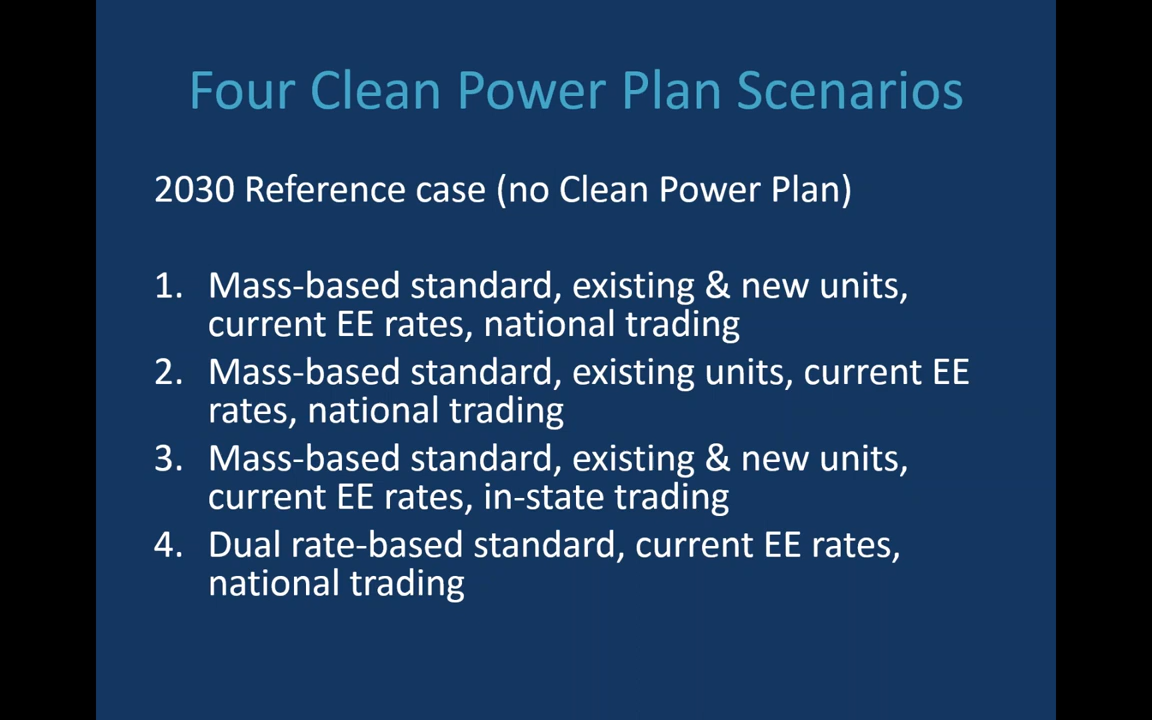 Four Clean Power Plan Scenarios
2030 Reference case (no Clean Power Plan)
1. Mass-based standard, existing & new units,
current EE rates, national trading
2. Mass-based standard, existing units, current EE
rates, national trading
3. Mass-based standard, existing & new units,
current EE rates, in-state trading
4. Dual rate-based standard, current EE rates,
national trading